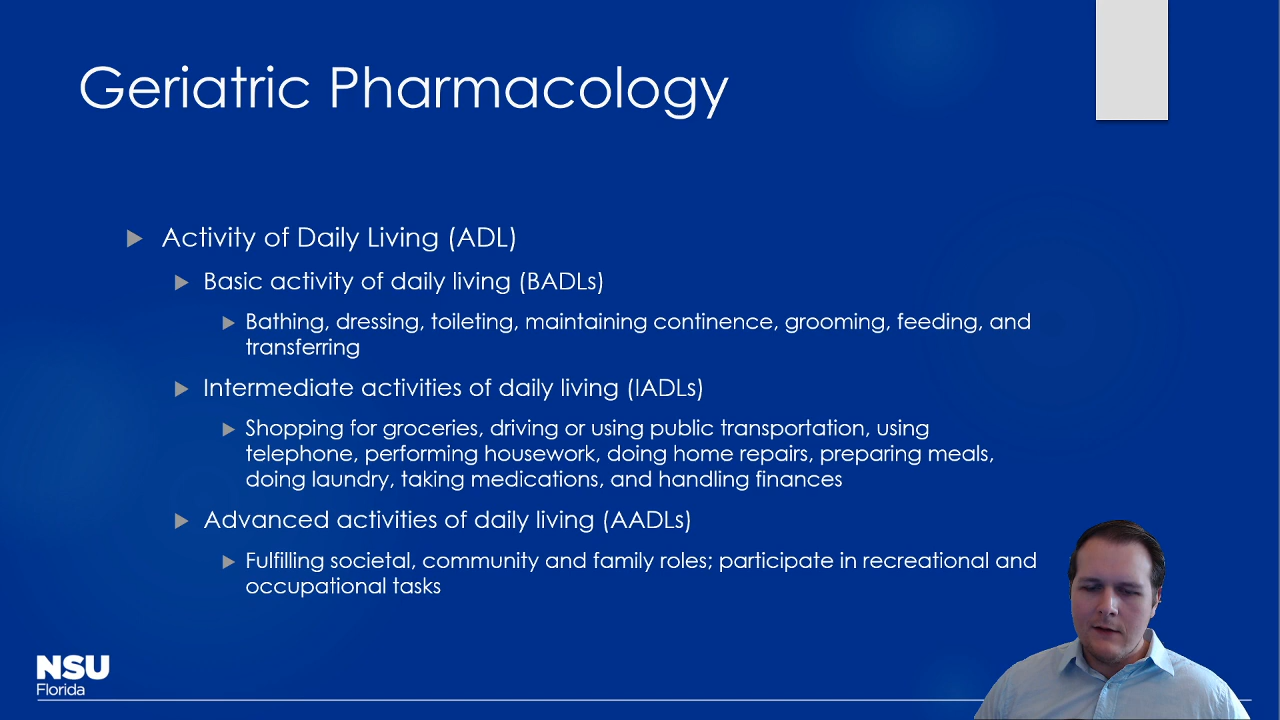 Geriatric Pharmacology
Activity of Daily Living (ADL)
Basic activity of daily living (BADLs)
Bathing, dressing, toileting, maintaining continence, grooming, feeding, and
transferring
Intermediate activities of daily living (IADLs)
Shopping for groceries, driving or using public transportation, using
telephone, performing housework, doing home repairs, preparing meals,
doing laundry, taking medications, and handling finances
Advanced activities of daily living (AADLs)
Fulfilling societal, community and family roles; participate in recreational and
occupational tasks
NSU
Florida